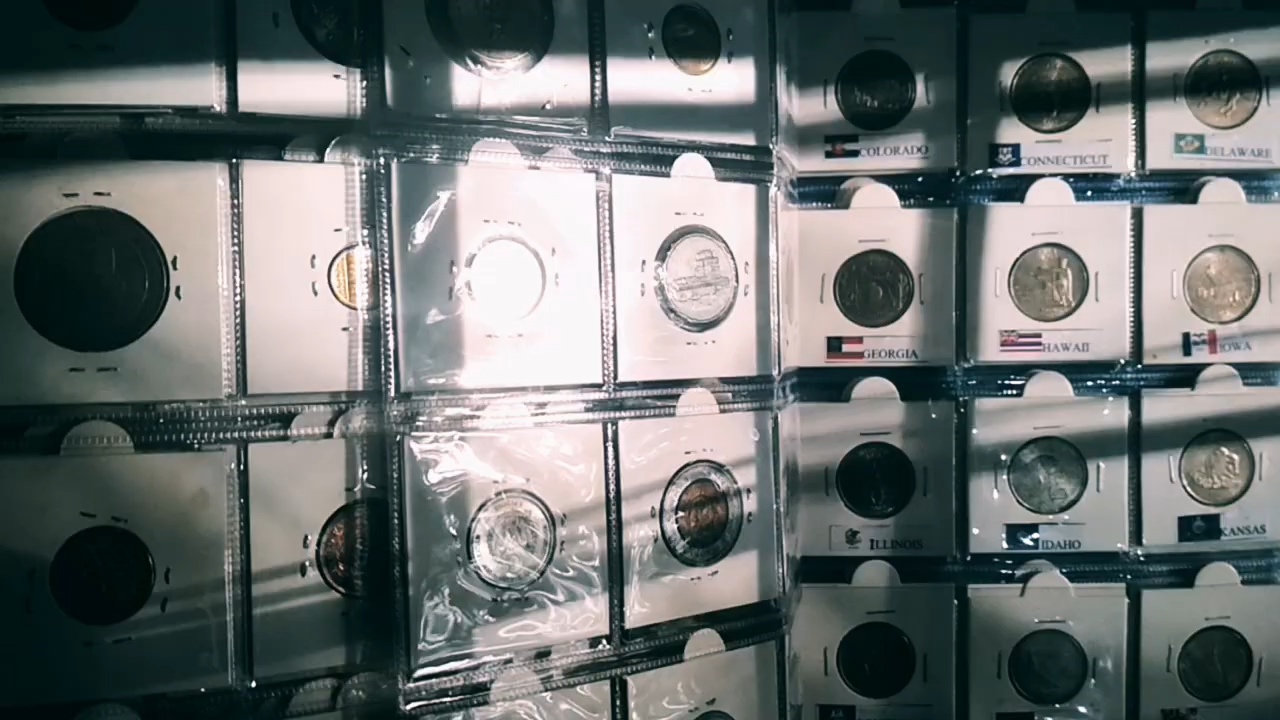 COLORADO
CONNECTICUT
DELAWARE
GEORGIA
HAWAII
IOWA
ILLINOIS
IDAHO
KANSAS